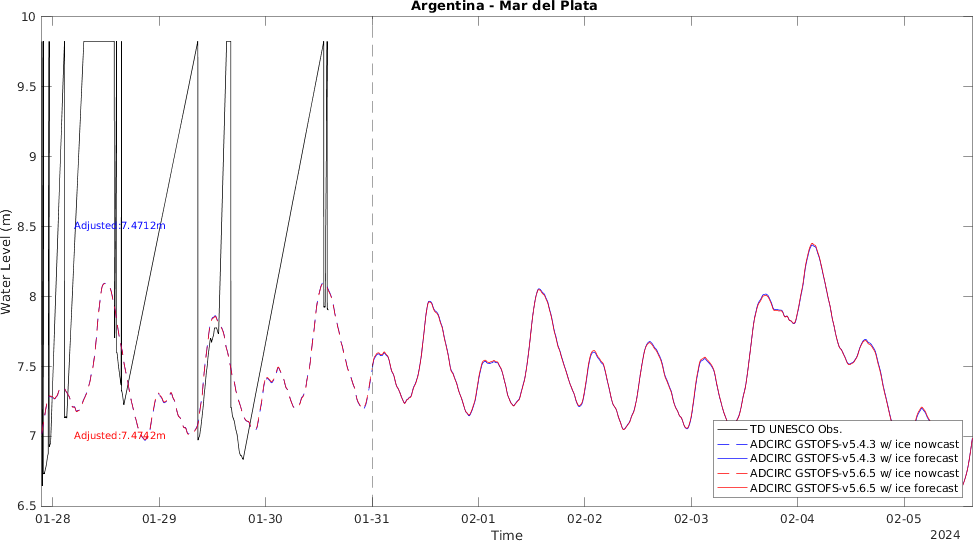 Argentina - Mar del Plata
10
9.5
9
8.5
8
7.5
7
6.5
Water Level (m)
Adjusted:7.4712m
Adjusted:7.4742m
TD UNESCO Obs.
ADCIRC GSTOFS-v5.4.3 w/ ice nowcast
ADCIRC GSTOFS-v5.4.3 w/ ice forecast
ADCIRC GSTOFS-v5.6.5 w/ ice nowcast
ADCIRC GSTOFS-v5.6.5 w/ ice forecast
01-28 01-29 01-30 01-31 02-01 02-02 02-03 02-04 02-05
Time
2024